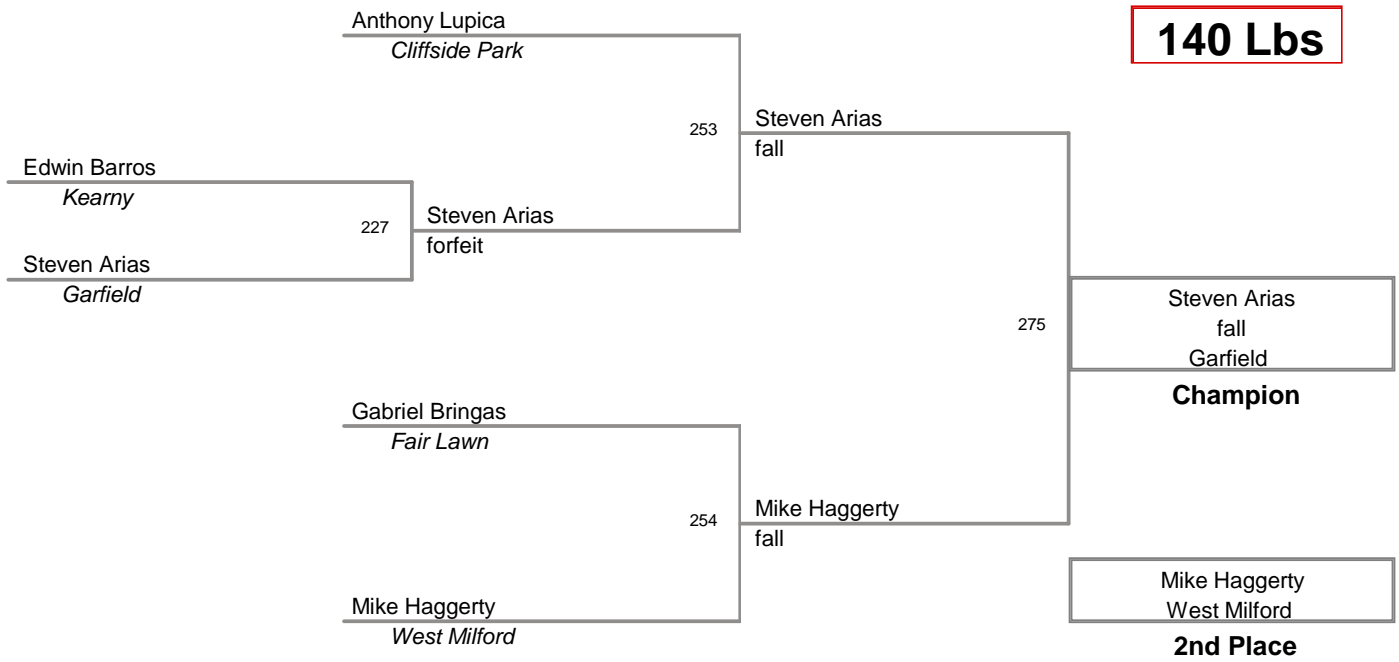 140 Lbs
Anthony Lupica
Cliffside Park
253
Steven Arias
fall
Edwin Barros
Kearny
227
Steven Arias
forfeit
Steven Arias
Garfield
275
Steven Arias
fall
Garfield
Champion
Gabriel Bringas
Fair Lawn
254
Mike Haggerty
fall
Mike Haggerty
West Milford
Mike Haggerty
West Milford
2nd Place